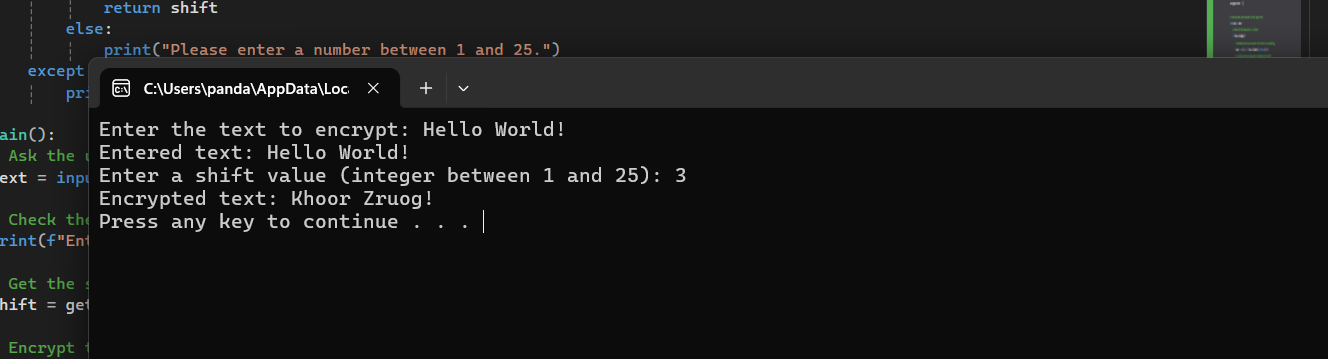 return shift
else:
print("Please enter a number between 1 and 25.")
except
C:\Users\panda\AppData\Loca
Enter the text to encrypt: Hello World!
Entered text: Hello World!
Enter a shift value (integer between 1 and 25): 3
Encrypted text: Khoor Zruog!
Press any key to continue . . .
pri
ain():
Ask the u
ext = inpu
Check the
rint(f"Ent
Get the s
hift = get
Encrypt t